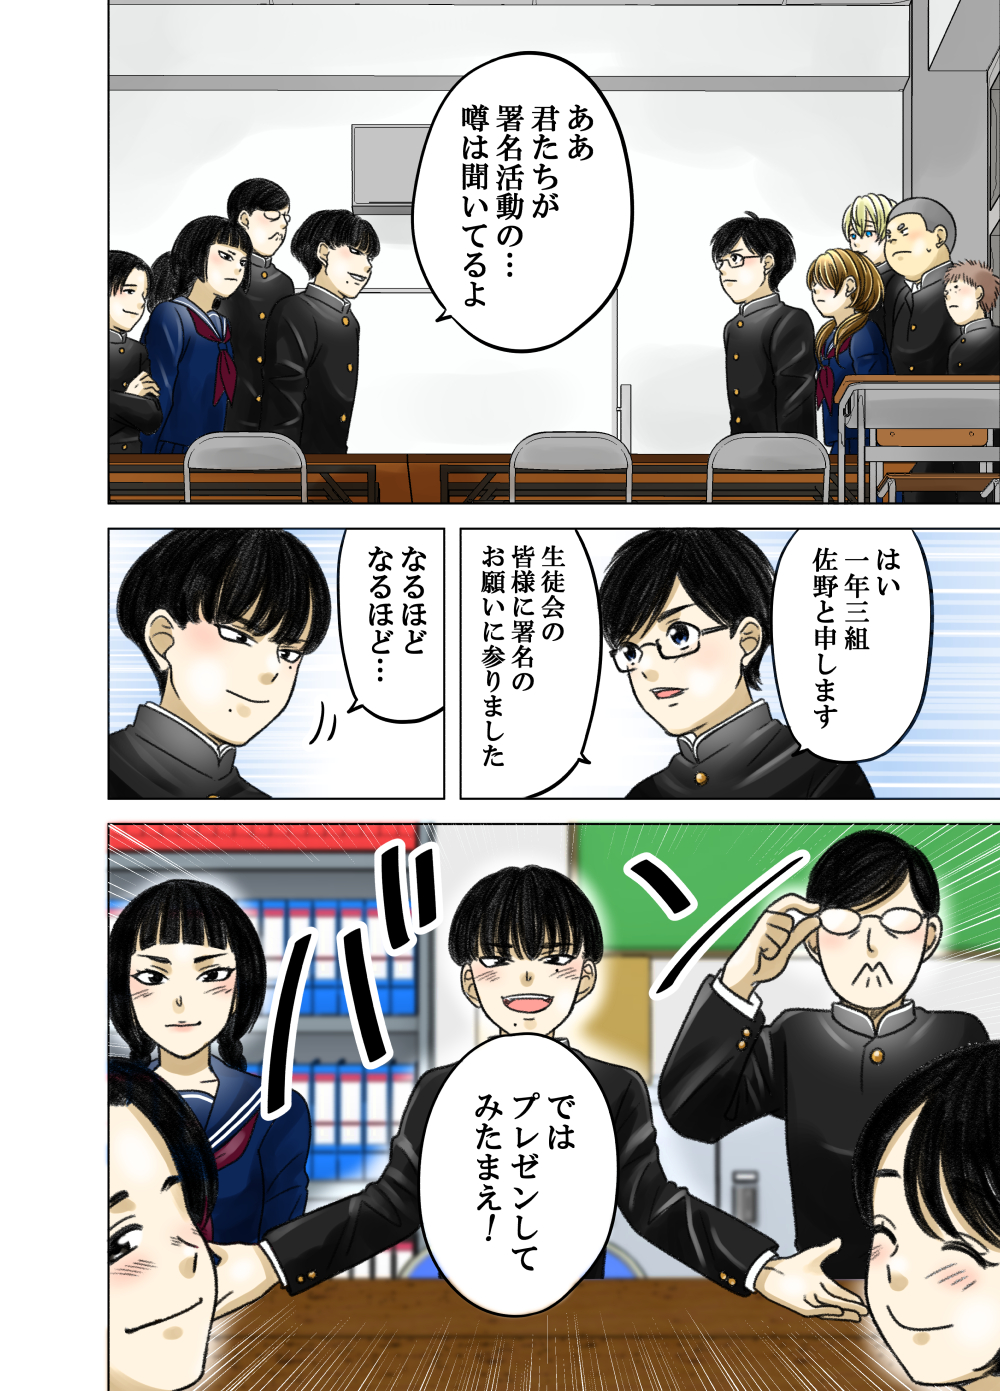 ああ
君たちが
署名活動の…
噂は聞いてるよ
はい
一年三組
佐野と申します
生徒会の
皆様に署名の
お願いに参りました
なるほど
なるほど…
バーン
では
プレゼンして
みたまえ！